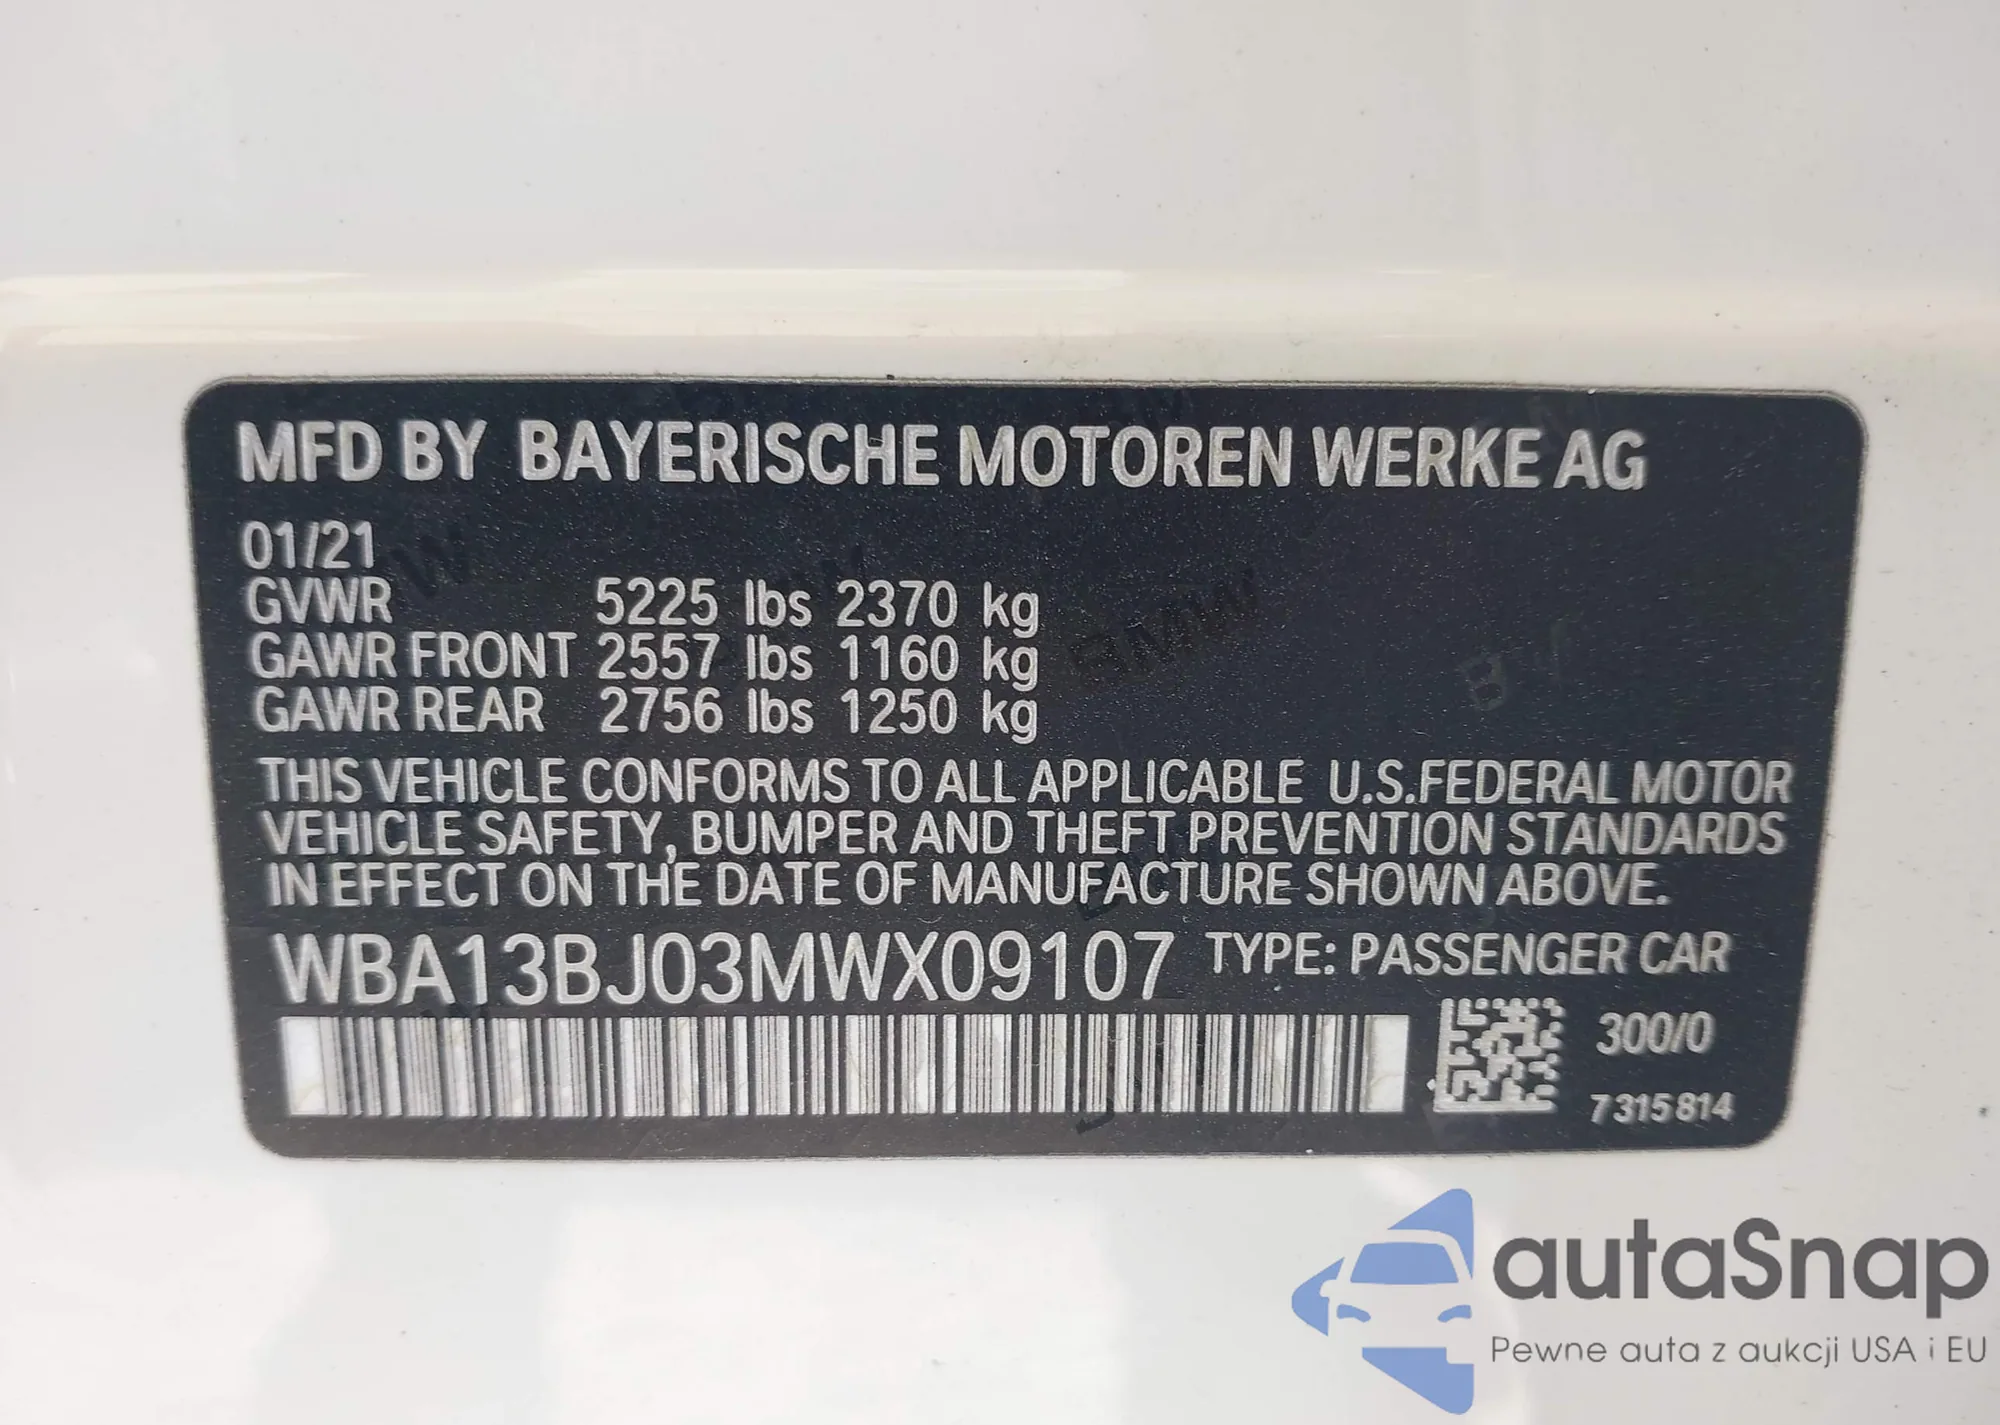 MFD BY BAYERISCHE MOTOREN WERKE AG
01/21
GVWR 5225 lbs 2370 kg
GAWR FRONT 2557 lbs 1160 kg
GAWR REAR 2756 lbs 1250 kg
THIS VEHICLE CONFORMS TO ALL APPLICABLE U.S.FEDERAL MOTOR
VEHICLE SAFETY, BUMPER AND THEFT PREVENTION STANDARDS
IN EFFECT ON THE DATE OF MANUFACTURE SHOWN ABOVE.
WBA13BJ03MWX09107 TYPE: PASSENGER CAR
300/0
7315814
autaSnap
Pewne auta z aukcji USA i EU